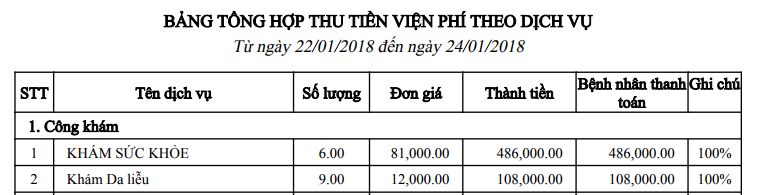 BẢNG TỔNG HỢP THU TIỀN VIỆN PHÍ THEO DỊCH VỤ
Từ ngày 22/01/2018 đến ngày 24/01/2018
STT Tên dịch vụ Số lượng Đơn giá Thành tiền Bệnh nhân thanh toán Ghi chú
1. Công khám
1 KHÁM SỨC KHỎE 6.00 81,000.00 486,000.00 486,000.00 100%
2 Khám Da liễu 9.00 12,000.00 108,000.00 108,000.00 100%